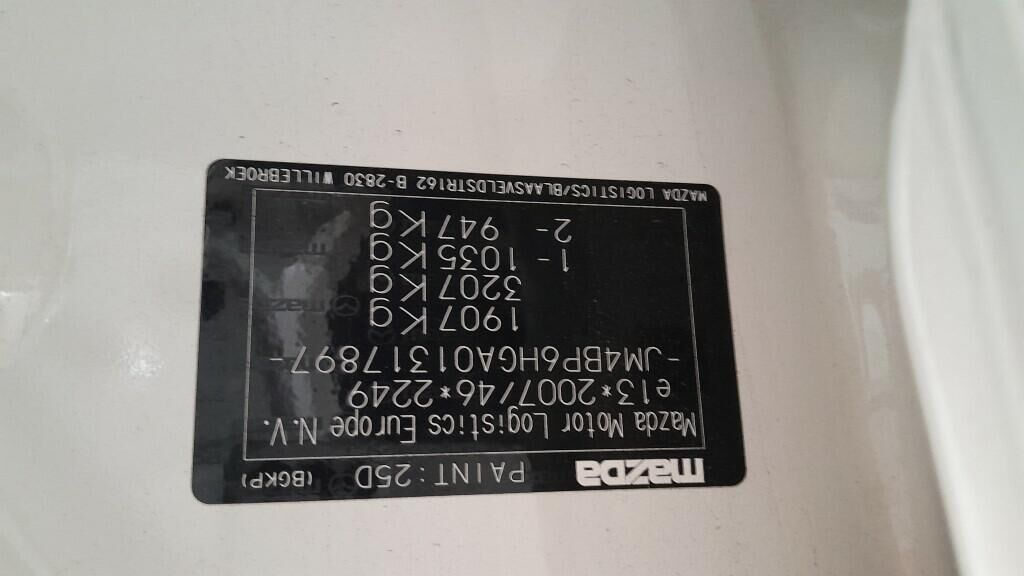 mazda PAINT : 25D (BGKP)
Mazda Motor Logistics Europe N.V.
e13*2007/46*2249
-JM4BP6HGA01317897-
1907Kg
3207Kg
1- 1035Kg
2- 947Kg
MAZDA LOGISTICS/BLAASVELDSTR162 B-2830 WILLEBROEK